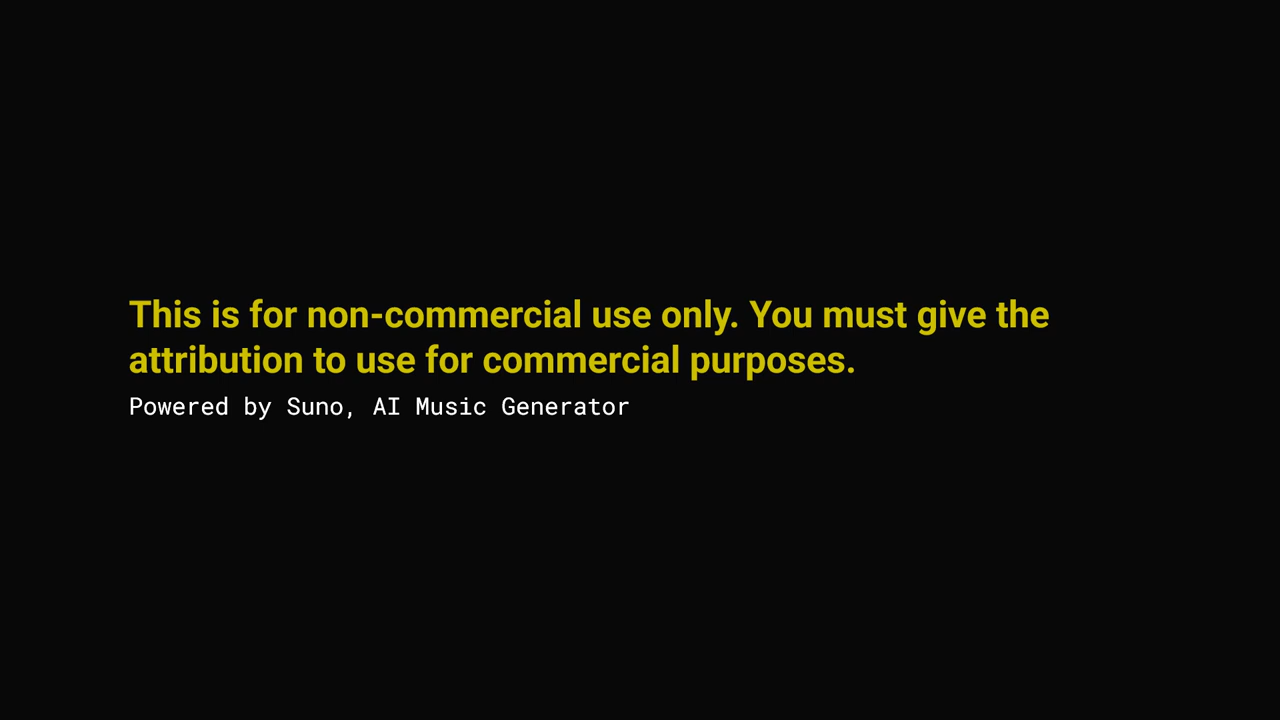 This is for non-commercial use only. You must give the
attribution to use for commercial purposes.
Powered by Suno, AI Music Generator